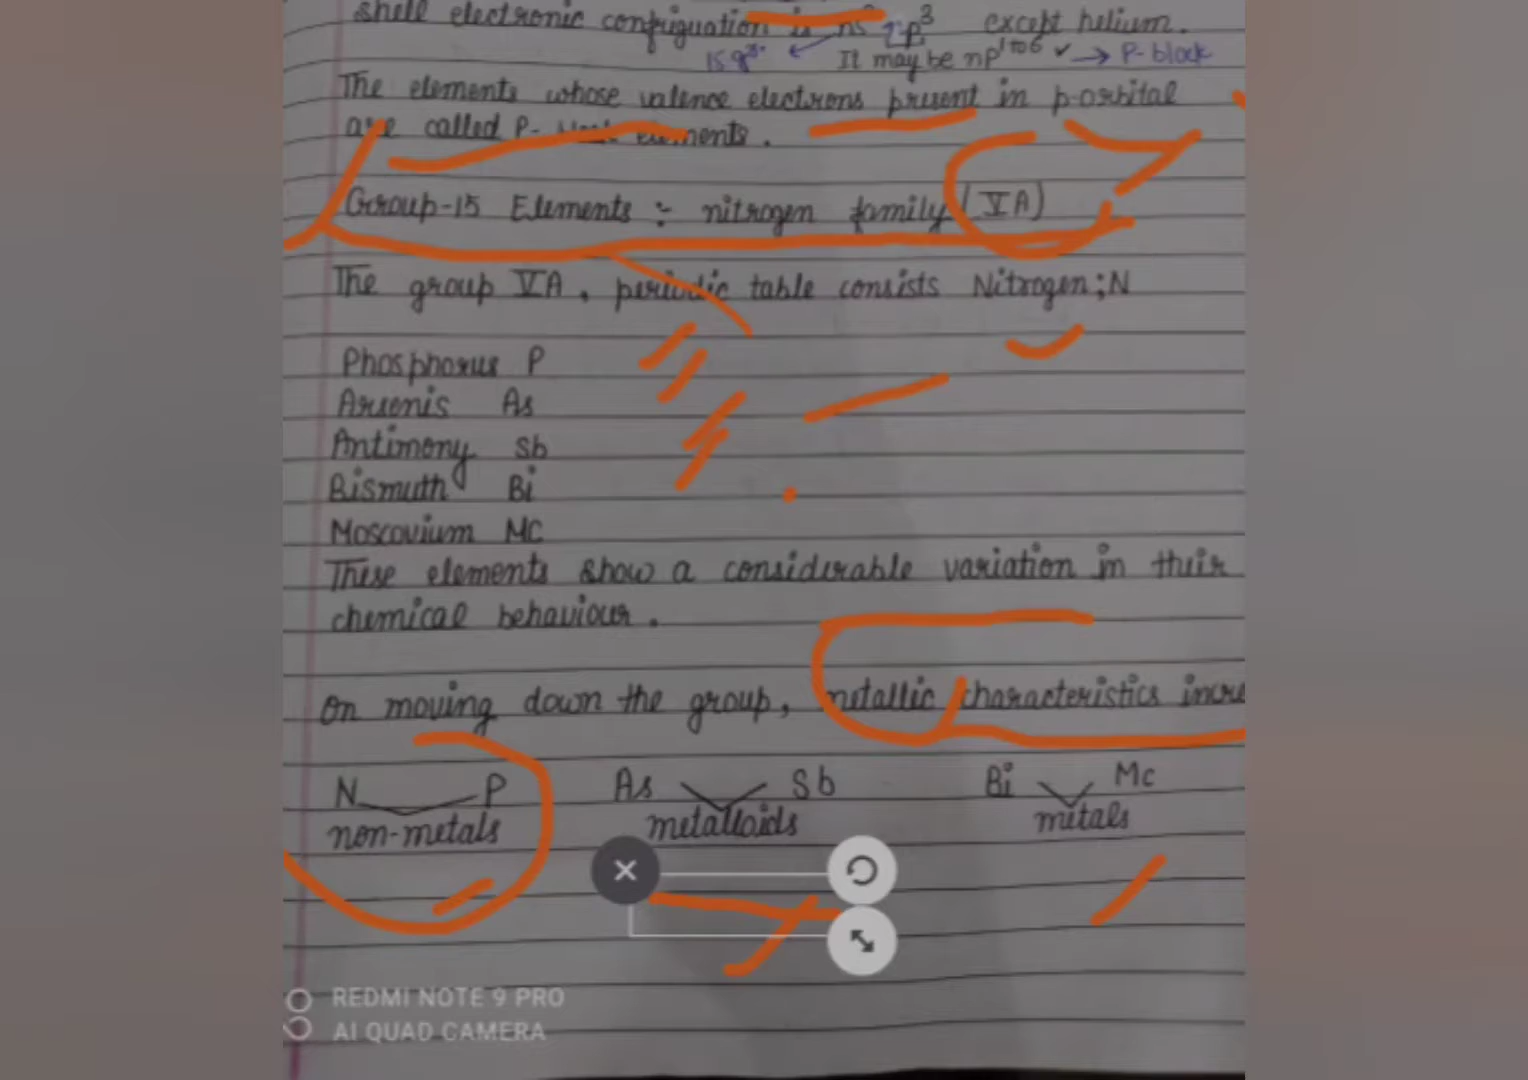 shell electronic configuation is ns² np³ except helium.
It may be np¹ to 6 ✓ → P-block
The elements whose valence electrons present in p-orbital
are called P- block elements.
Group-15 Elements :- nitrogen family (VA)
The group VA, periodic table consists Nitrogen; N
Phosphorus P
Arsenis As
Antimony Sb
Bismuth Bi
Moscovium Mc
These elements show a considerable variation in their
chemical behaviour.
On moving down the group, metallic characteristics incre
N P As Sb Bi Mc
non-metals metalloids metals
REDMI NOTE 9 PRO
AI QUAD CAMERA